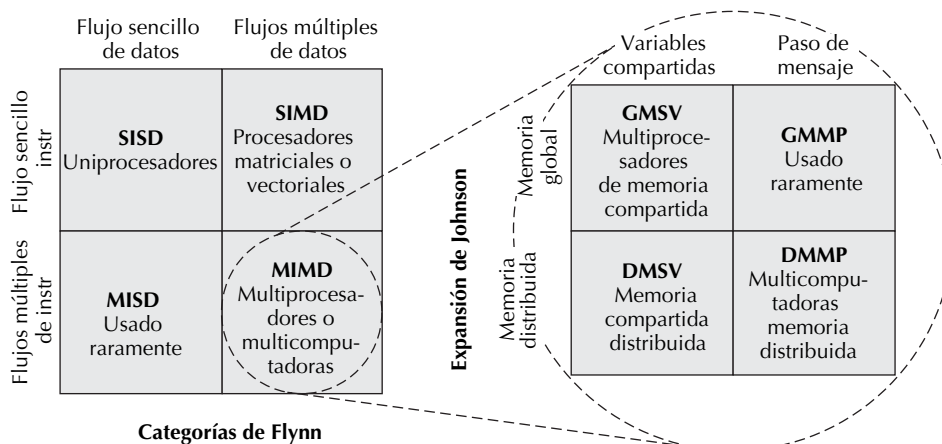 Flujo sencillo
de datos
Flujos múltiples
de datos
Flujo sencillo
instr
SISD
Uniprocesadores
SIMD
Procesadores
matriciales o
vectoriales
Flujos múltiples
de instr
MISD
Usado
raramente
MIMD
Multiprocesa-
dores o
multicompu-
tadoras
Categorías de Flynn
Expansión de Johnson
Variables
compartidas
Paso de
mensaje
Memoria
global
GMSV
Multiproce-
sadores
de memoria
compartida
GMMP
Usado
raramente
Memoria
distribuida
DMSV
Memoria
compartida
distribuida
DMMP
Multicompu-
tadoras
memoria
distribuida